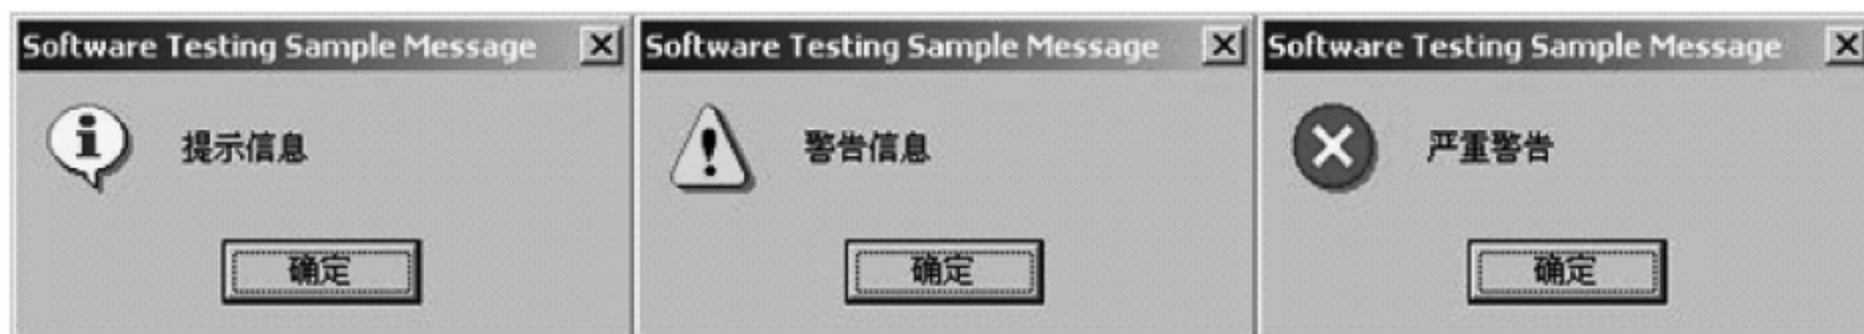 Software Testing Sample Message
提示信息
确定
Software Testing Sample Message
警告信息
确定
Software Testing Sample Message
严重警告
确定